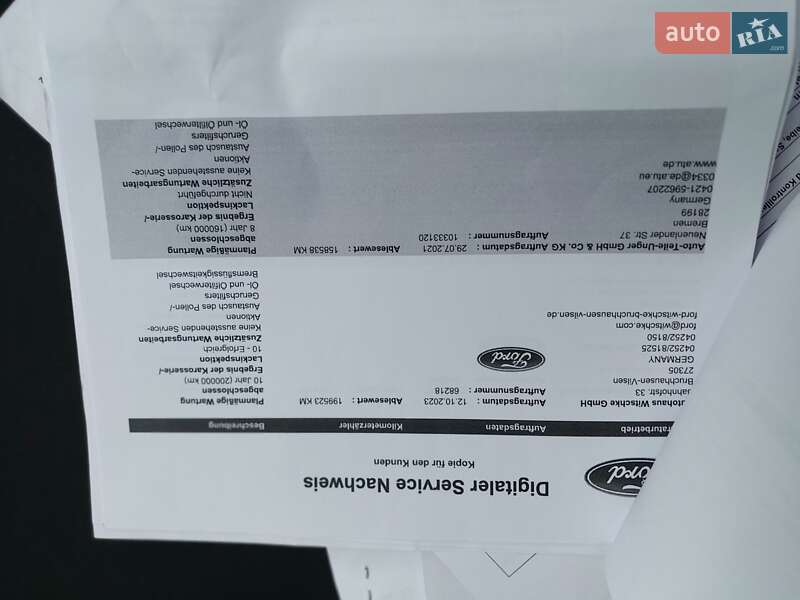 auto RIA.com
Ford
Digitaler Service Nachweis
Kopie für den Kunden
raturbetrieb Auftragsdaten Kilometerzähler Beschreibung
utohaus Witschke GmbH Auftragsdatum : 12.10.2023 Ablesewert : 199523 KM Planmäßige Wartung
Jahnhofstr. 33 Auftragsnummer : 68218 abgeschlossen
Bruchhausen-Vilsen 10 Jahr (200000 km)
27305 Ergebnis der Karosserie-/
GERMANY Lackinspektion
04252/81525 10 - Erfolgreich
04252/8150 Zusätzliche Wartungsarbeiten
ford@witschke.com Keine ausstehenden Service-
ford-witschke-bruchhausen-vilsen.de Aktionen
Ford
Austausch des Pollen-/
Geruchsfilters
Öl- und Ölfilterwechsel
Bremsflüssigkeitswechsel
Auto-Teile-Unger GmbH & Co. KG Auftragsdatum : 29.07.2021 Ablesewert : 158538 KM Planmäßige Wartung
Neuenlander Str. 37 Auftragsnummer : 10333120 abgeschlossen
Bremen 8 Jahr (160000 km)
28199 Ergebnis der Karosserie-/
Germany Lackinspektion
0421-5962207 Nicht durchgeführt
0334@de.atu.eu Zusätzliche Wartungsarbeiten
www.atu.de Keine ausstehenden Service-
Aktionen
Austausch des Pollen-/
Geruchsfilters
Öl- und Ölfilterwechsel